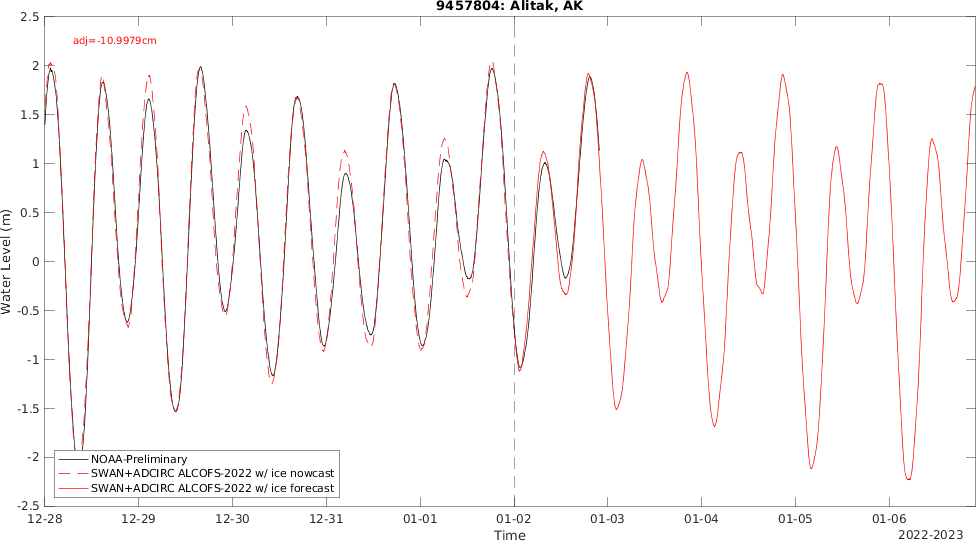 9457804: Alitak, AK
adj=-10.9979cm
2.5
2
1.5
1
0.5
0
-0.5
-1
-1.5
-2
-2.5
Water Level (m)
NOAA-Preliminary
SWAN+ADCIRC ALCOFS-2022 w/ ice nowcast
SWAN+ADCIRC ALCOFS-2022 w/ ice forecast
12-28 12-29 12-30 12-31 01-01 01-02 01-03 01-04 01-05 01-06
Time
2022-2023